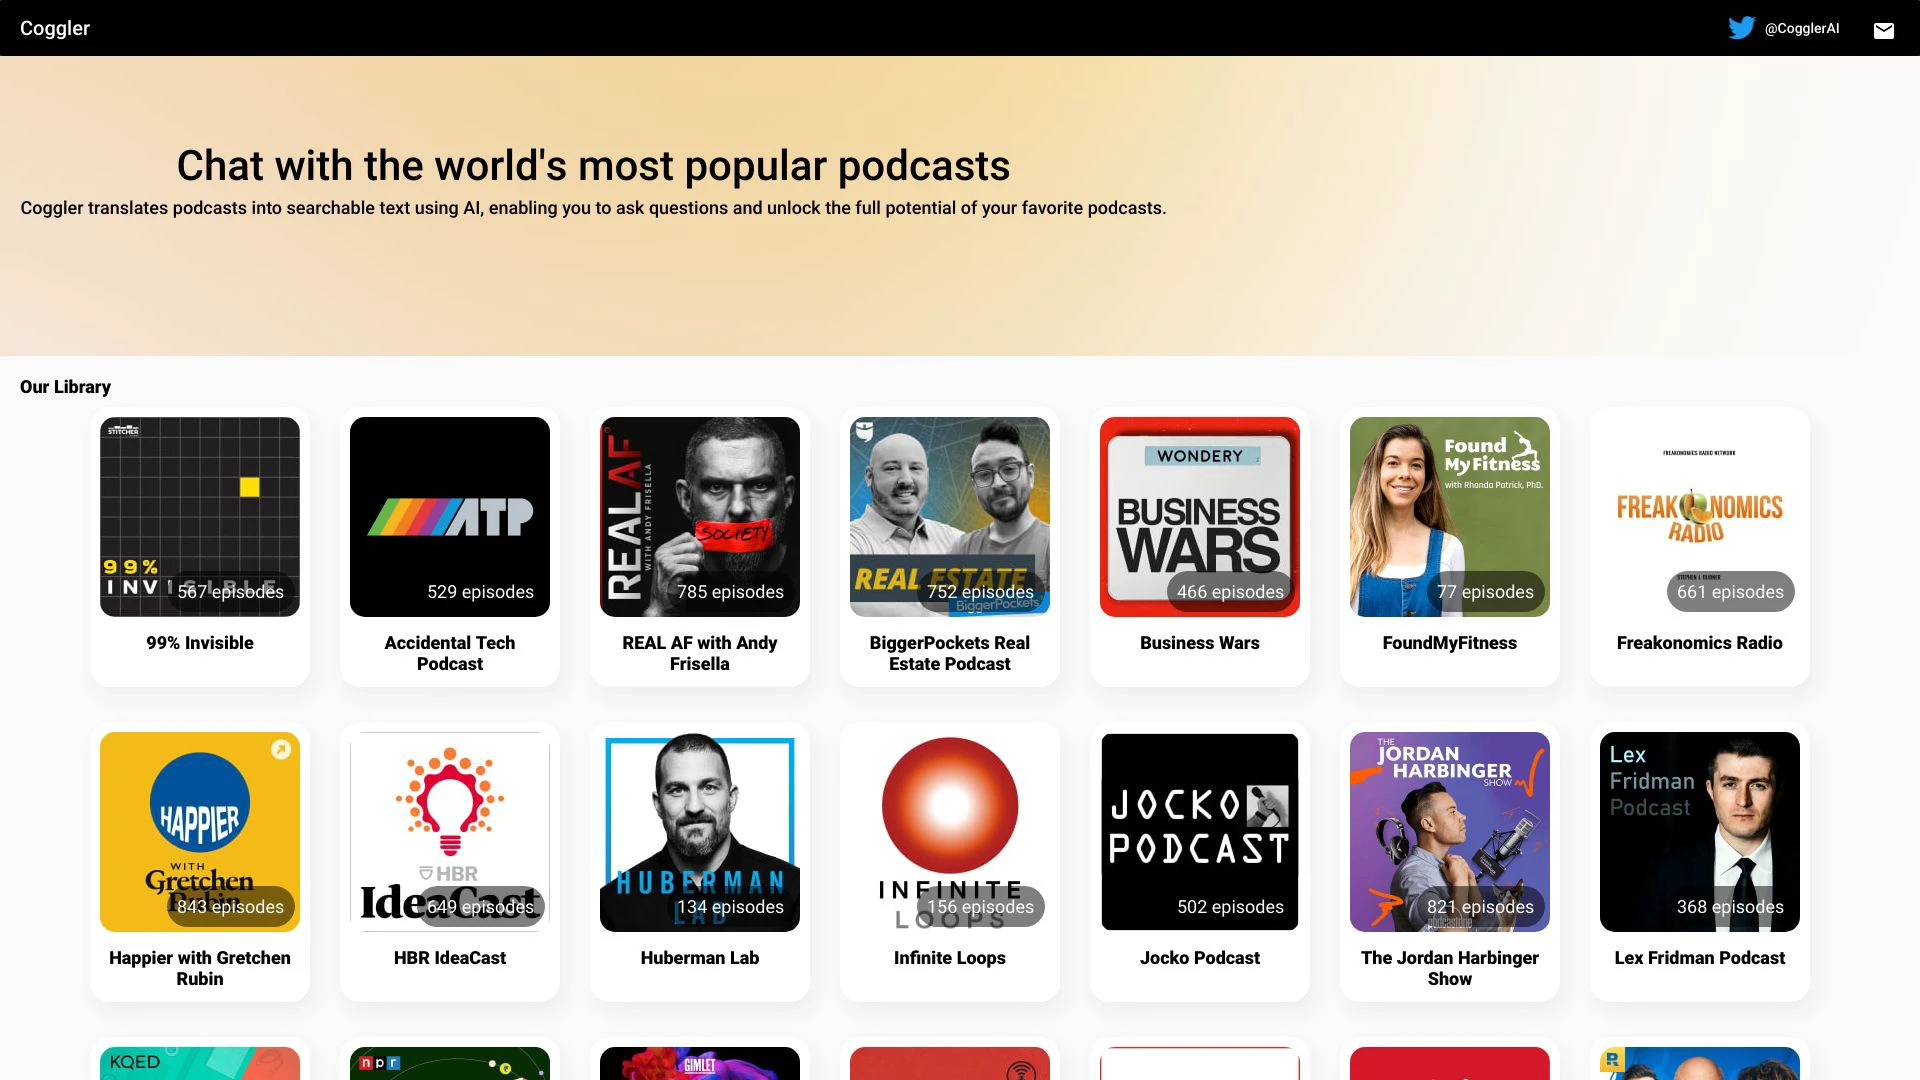 Coggler
@CogglerAI
Chat with the world's most popular podcasts
Coggler translates podcasts into searchable text using AI, enabling you to ask questions and unlock the full potential of your favorite podcasts.
Our Library
STITCHER
99%
INVISIBLE
567 episodes
99% Invisible
ATP
529 episodes
Accidental Tech
Podcast
REALAF
WITH ANDY FRISELLA
SOCIETY
785 episodes
REAL AF with Andy
Frisella
REAL ESTATE
BiggerPockets
752 episodes
BiggerPockets Real
Estate Podcast
WONDERY
BUSINESS
WARS
466 episodes
Business Wars
Found
My Fitness
with Rhonda Patrick, PhD.
77 episodes
FoundMyFitness
FREAKONOMICS RADIO NETWORK
FREAKONOMICS
RADIO
STEPHEN J. DUBNER
661 episodes
Freakonomics Radio
HAPPIER
WITH
Gretchen
Rubin
843 episodes
Happier with Gretchen
Rubin
HBR
IdeaCast
649 episodes
HBR IdeaCast
HUBERMAN
LAB
134 episodes
Huberman Lab
INFINITE
LOOPS
156 episodes
Infinite Loops
JOCKO
PODCAST
502 episodes
Jocko Podcast
THE
JORDAN
HARBINGER
SHOW
podcastone
821 episodes
The Jordan Harbinger
Show
Lex
Fridman
Podcast
368 episodes
Lex Fridman Podcast
KQED
npr
GIMLET
R